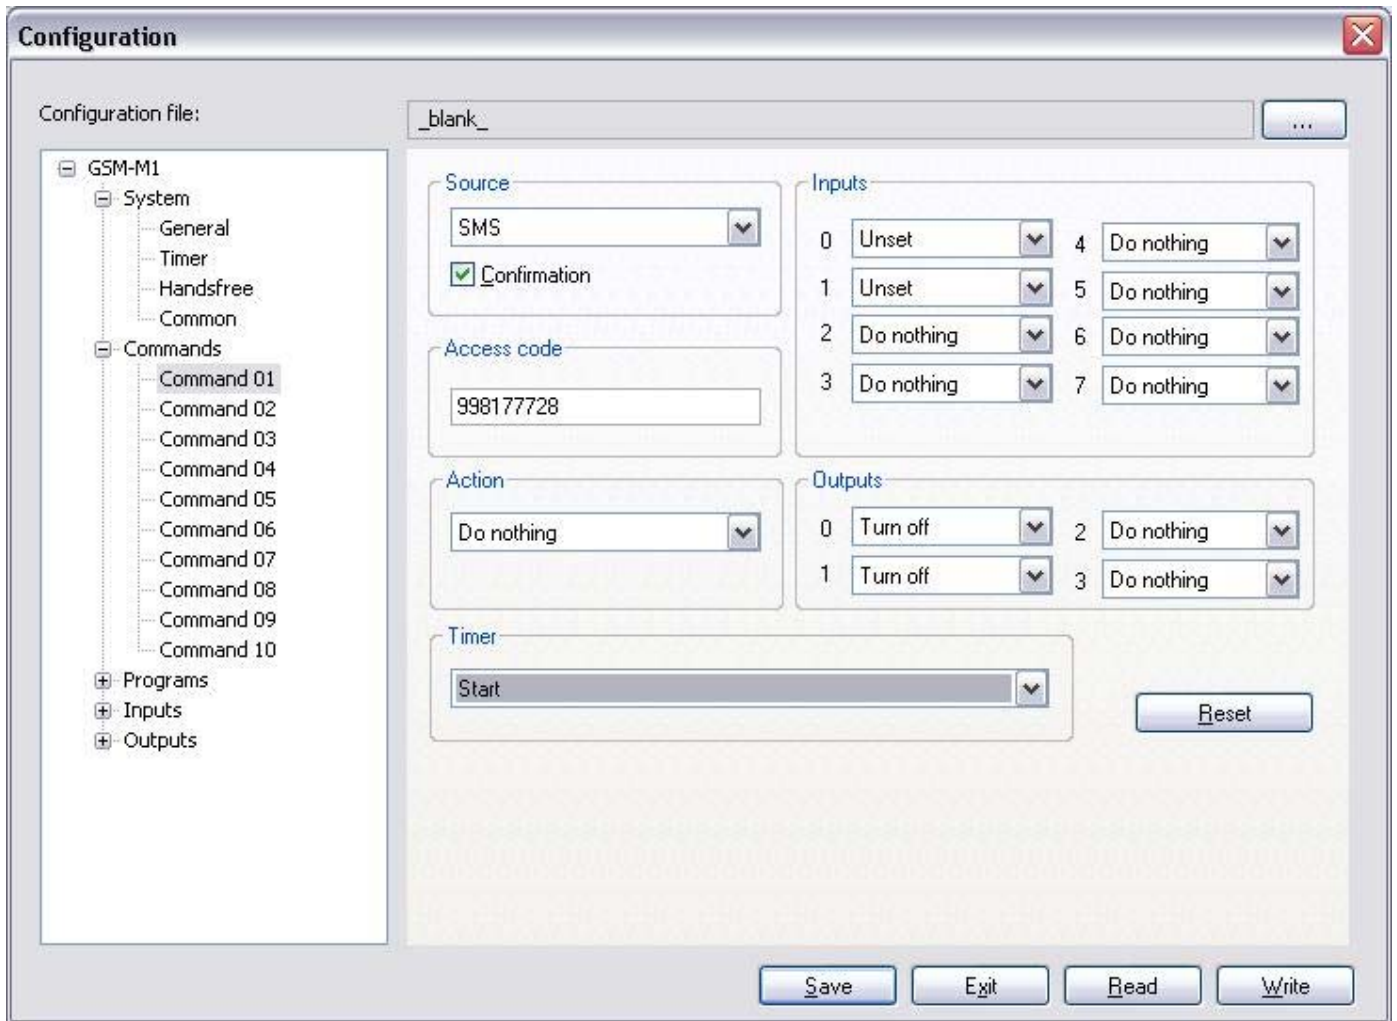 Configuration
Configuration file:
_blank_
...
GSM-M1
System
General
Timer
Handsfree
Common
Commands
Command 01
Command 02
Command 03
Command 04
Command 05
Command 06
Command 07
Command 08
Command 09
Command 10
Programs
Inputs
Outputs
Source
SMS
Confirmation
Access code
998177728
Action
Do nothing
Inputs
0 Unset 4 Do nothing
1 Unset 5 Do nothing
2 Do nothing 6 Do nothing
3 Do nothing 7 Do nothing
Outputs
0 Turn off 2 Do nothing
1 Turn off 3 Do nothing
Timer
Start
Reset
Save Exit Read Write